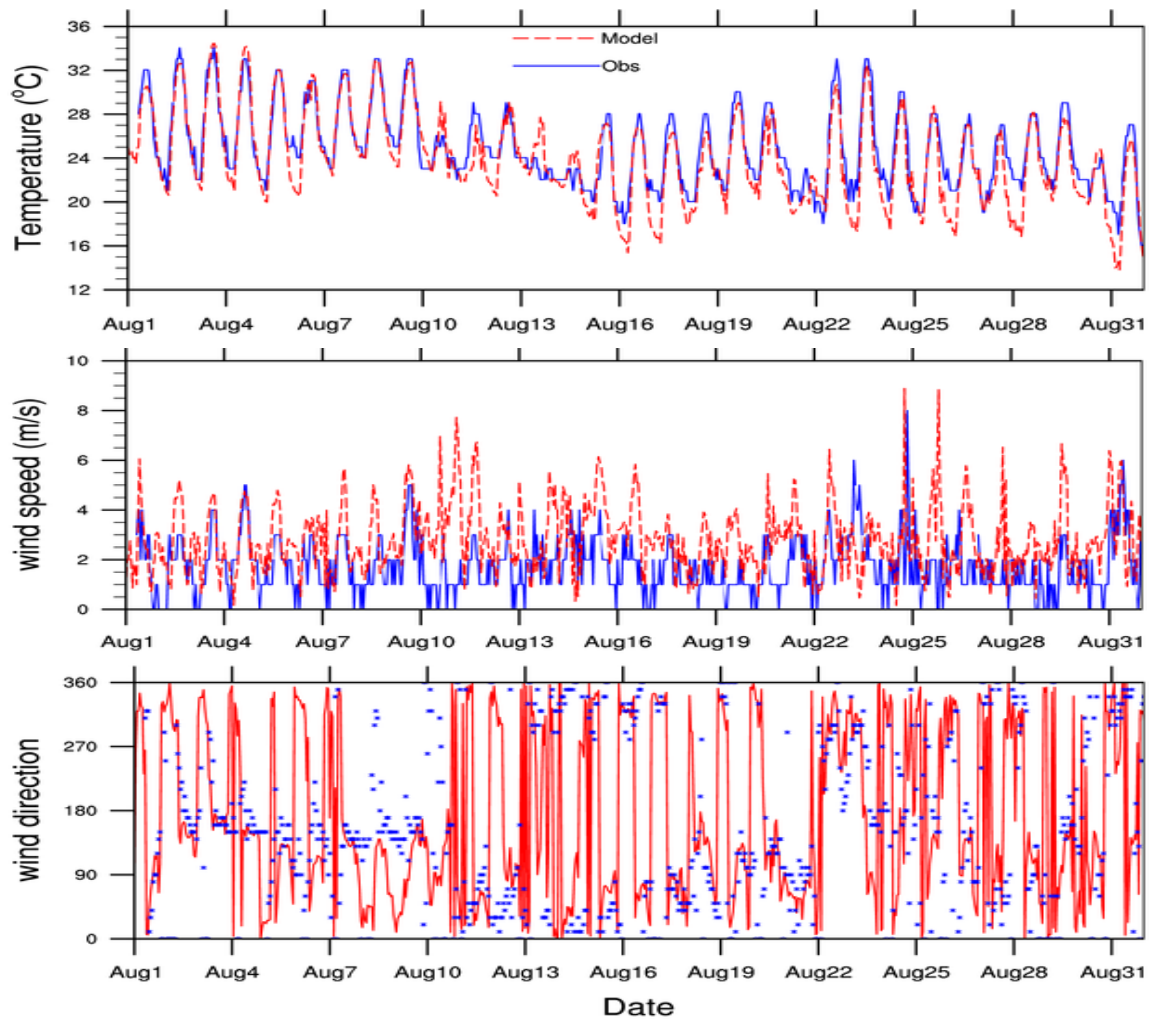 36
Model
32
Obs
28
24
20
16
12
Temperature (°C)
Aug1 Aug4 Aug7 Aug10 Aug13 Aug16 Aug19 Aug22 Aug25 Aug28 Aug31
10
8
6
4
2
0
wind speed (m/s)
Aug1 Aug4 Aug7 Aug10 Aug13 Aug16 Aug19 Aug22 Aug25 Aug28 Aug31
360
270
180
90
0
wind direction
Aug1 Aug4 Aug7 Aug10 Aug13 Aug16 Aug19 Aug22 Aug25 Aug28 Aug31
Date